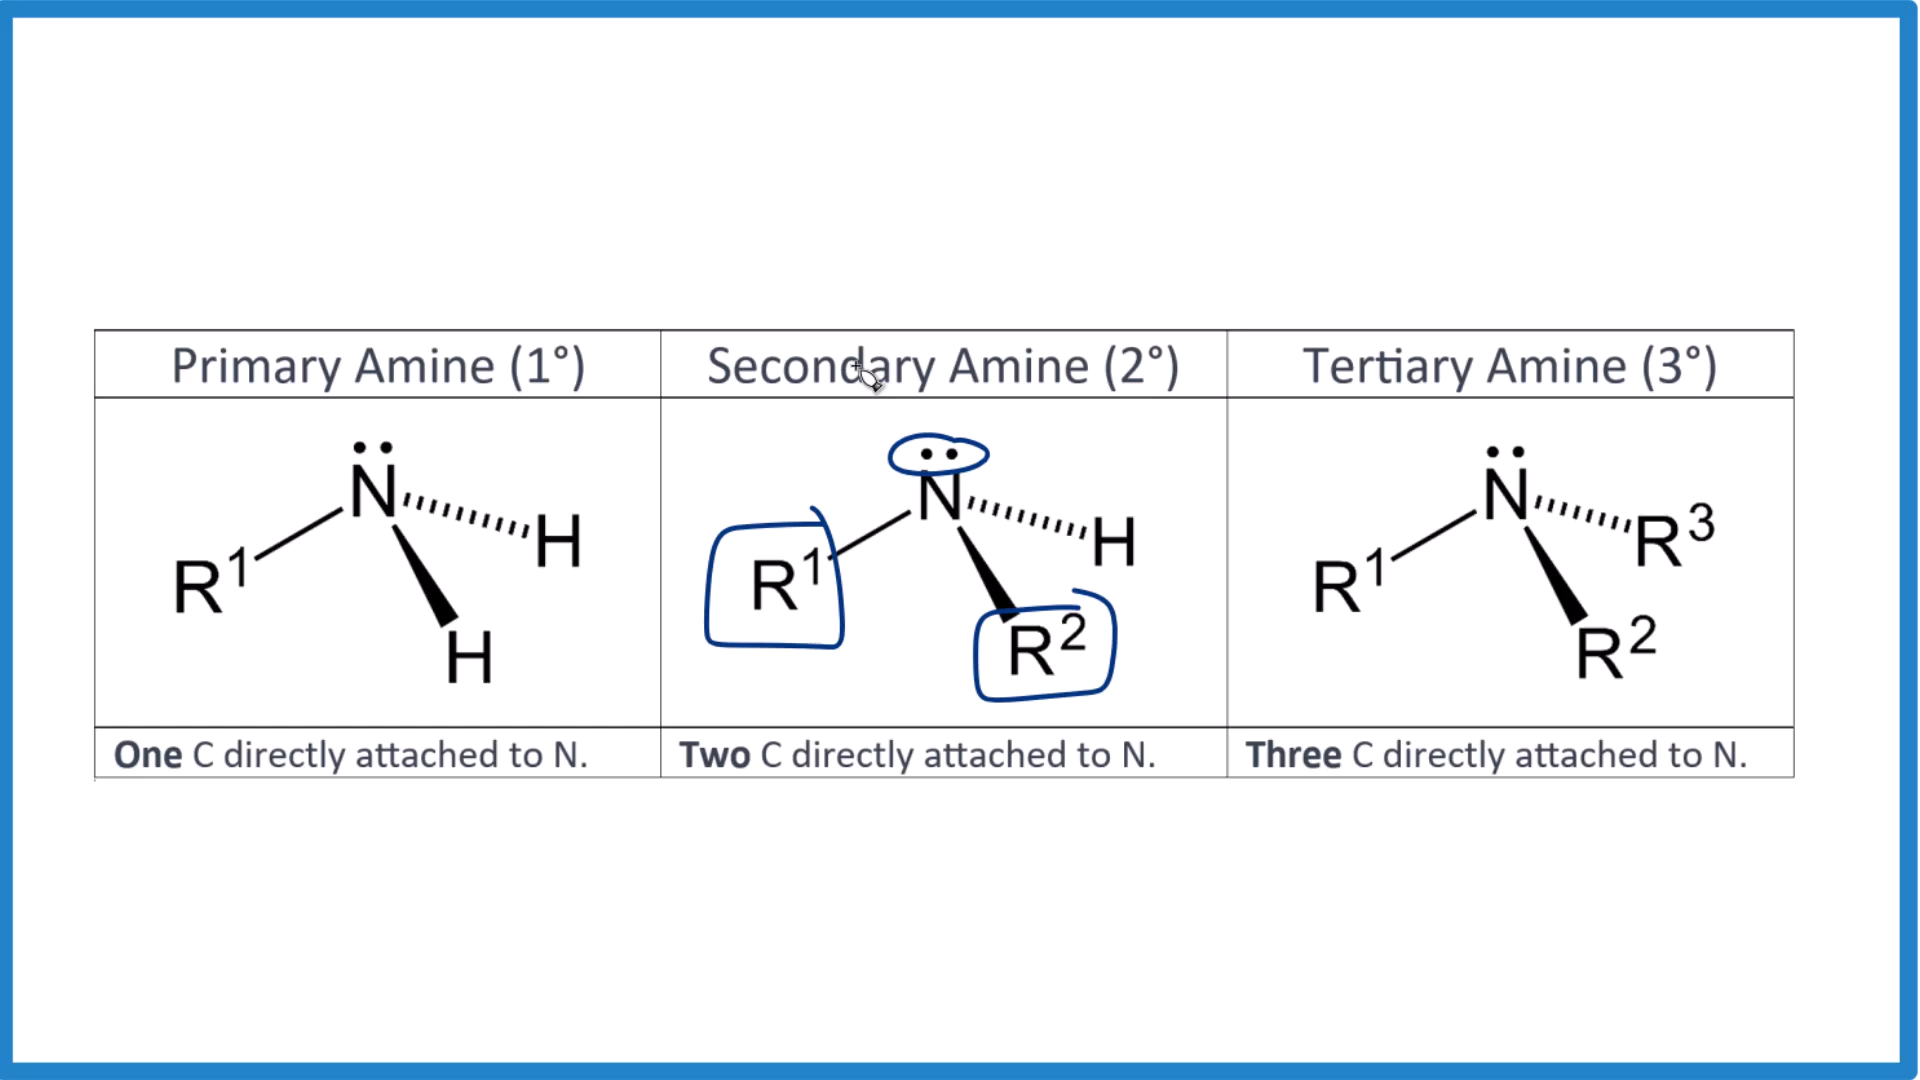 Primary Amine (1°)
Secondary Amine (2°)
Tertiary Amine (3°)
N
H
R¹
H
N
H
R¹
R²
N
R³
R¹
R²
One C directly attached to N.
Two C directly attached to N.
Three C directly attached to N.